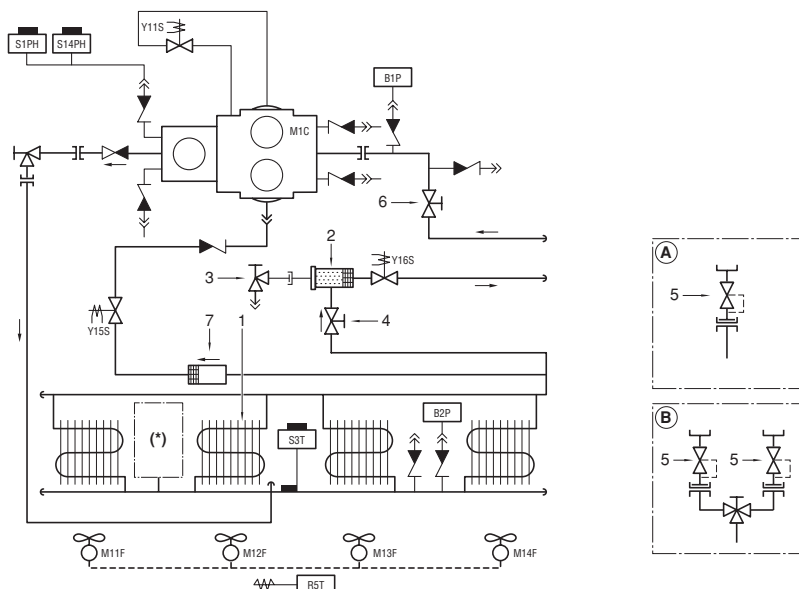 Y11S
S1PH S14PH
B1P
M1C
6
2
Y16S
3
A
5
Y15S
7 1
4
B2P
(*)
S3T
B
5 5
M11F M12F M13F M14F
R5T